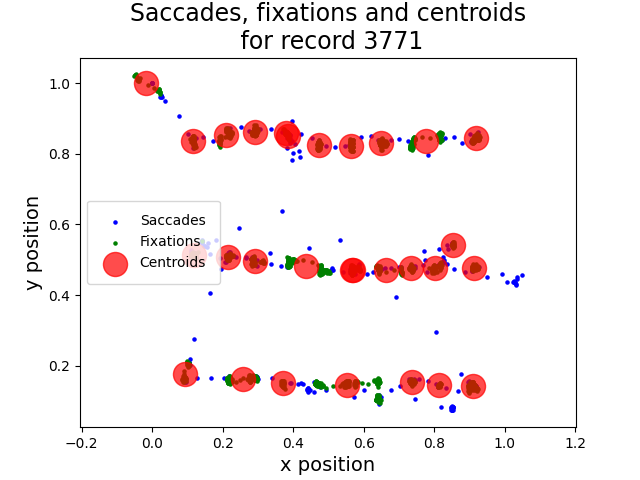 Saccades, fixations and centroids
for record 3771
1.0
0.8
0.6
0.4
0.2
y position
Saccades
Fixations
Centroids
−0.2 0.0 0.2 0.4 0.6 0.8 1.0 1.2
x position